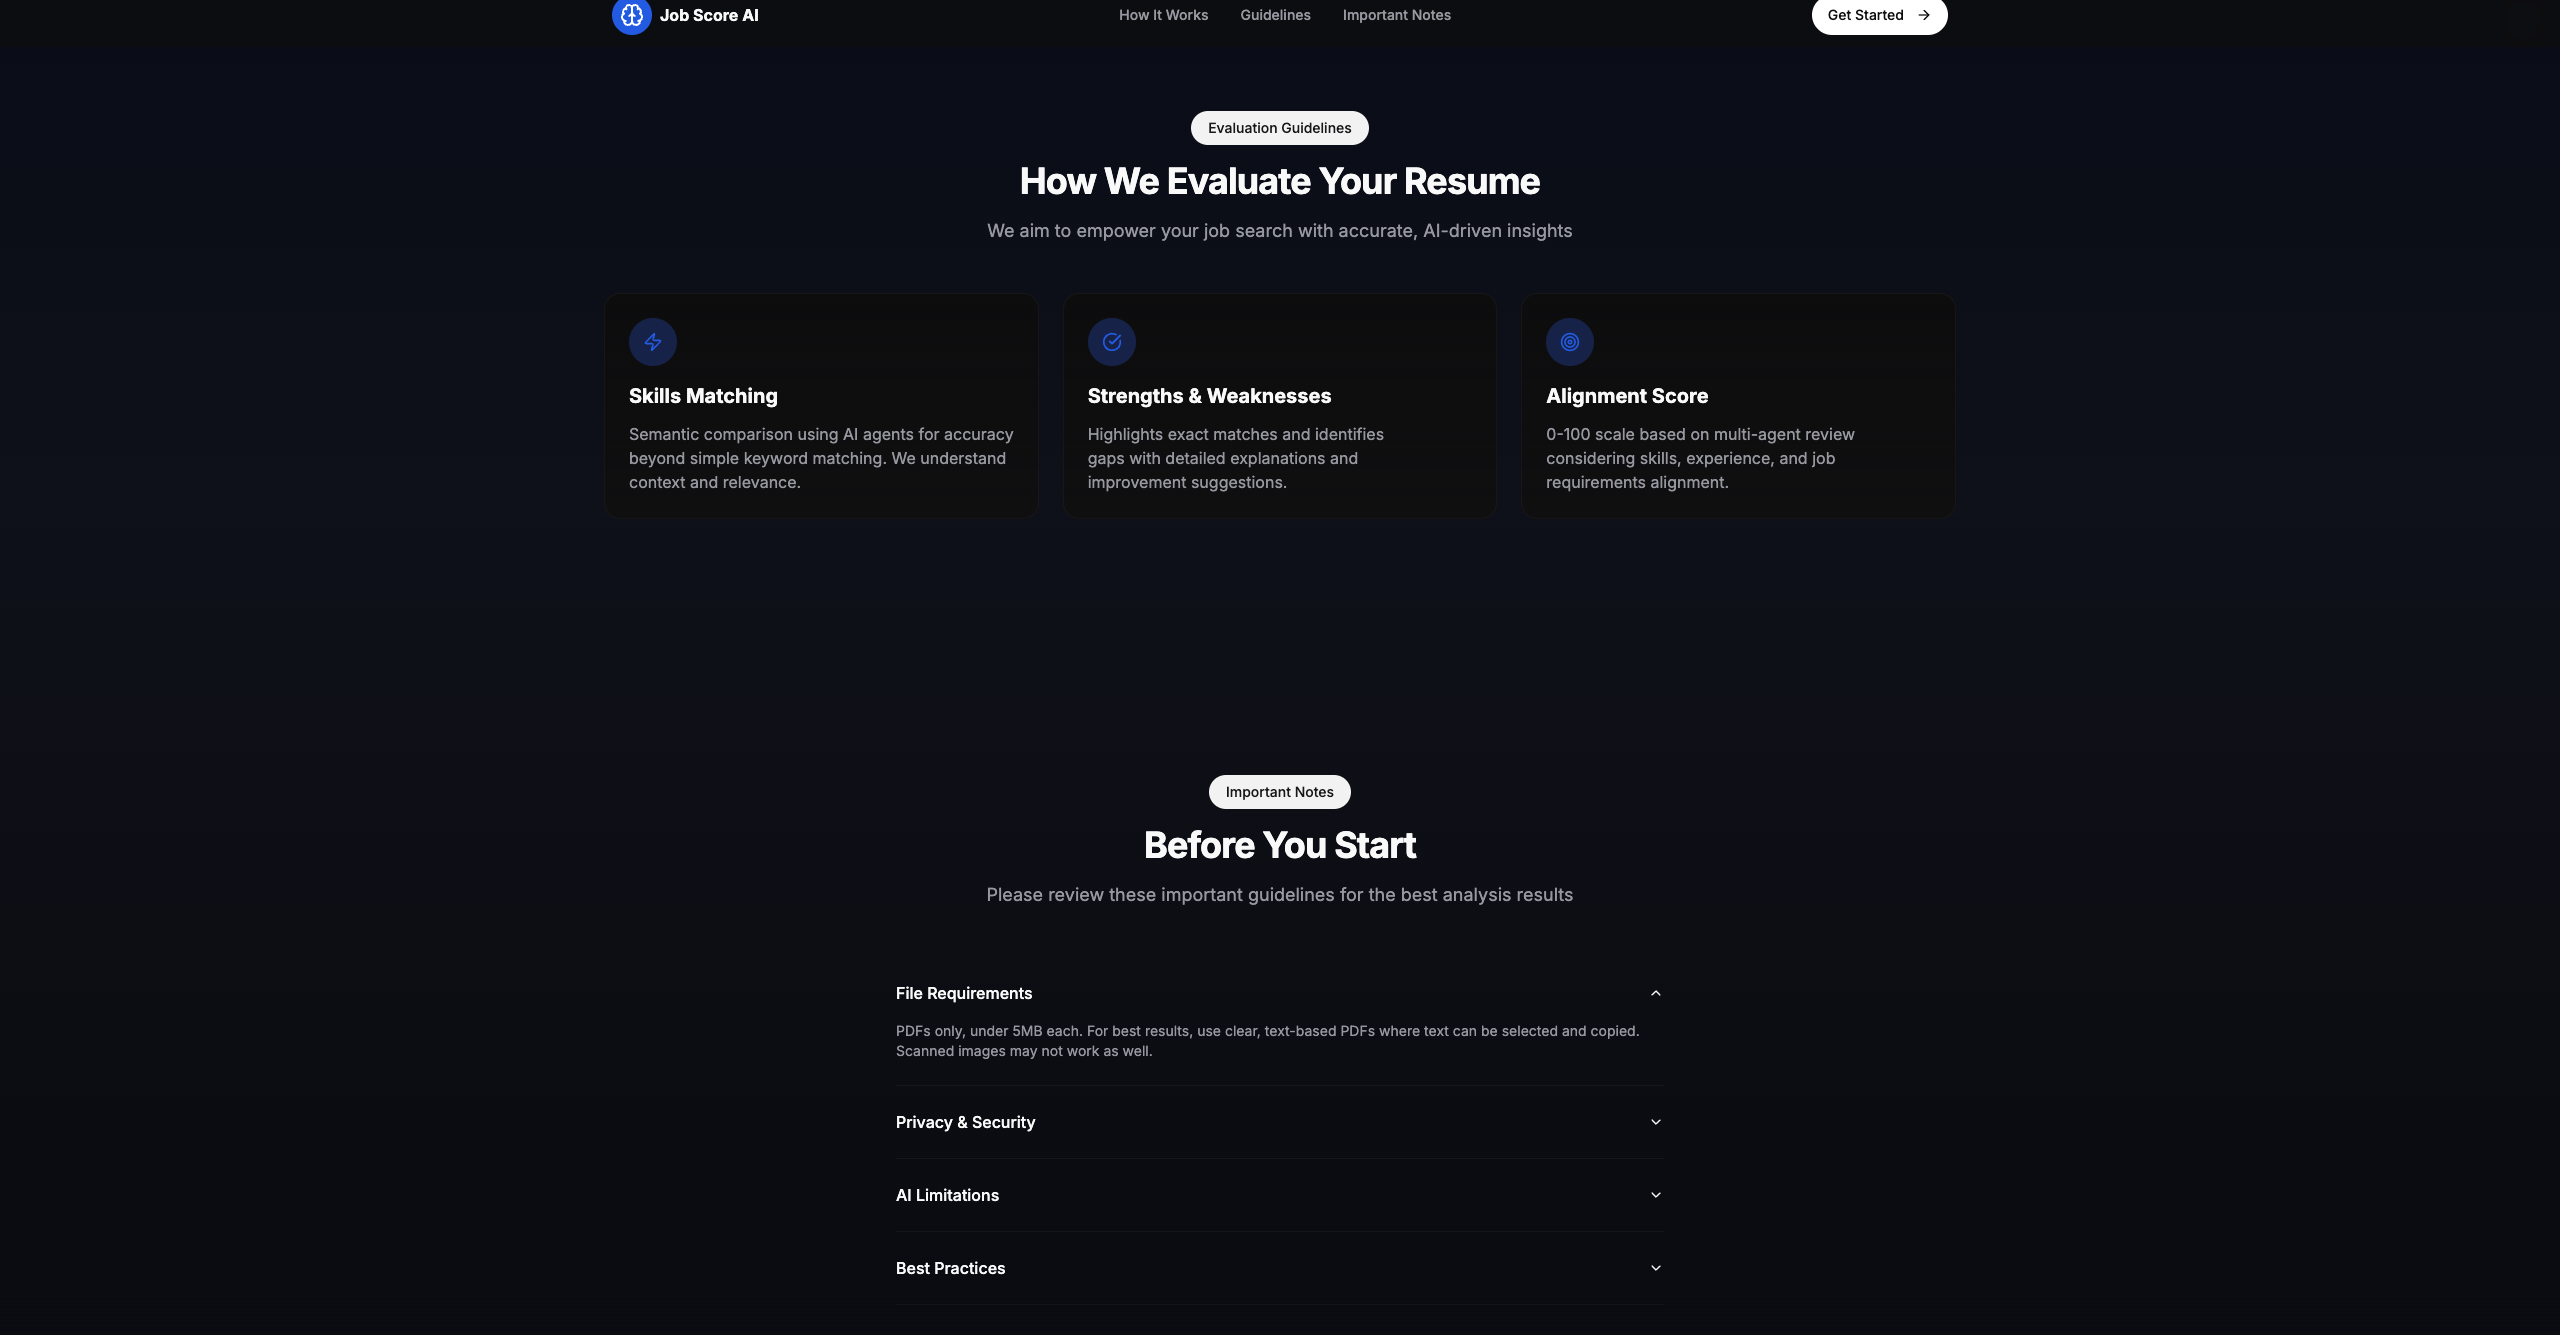 Job Score AI
How It Works
Guidelines
Important Notes
Get Started
Evaluation Guidelines
How We Evaluate Your Resume
We aim to empower your job search with accurate, AI-driven insights
Skills Matching
Semantic comparison using AI agents for accuracy
beyond simple keyword matching. We understand
context and relevance.
Strengths & Weaknesses
Highlights exact matches and identifies
gaps with detailed explanations and
improvement suggestions.
Alignment Score
0-100 scale based on multi-agent review
considering skills, experience, and job
requirements alignment.
Important Notes
Before You Start
Please review these important guidelines for the best analysis results
File Requirements
PDFs only, under 5MB each. For best results, use clear, text-based PDFs where text can be selected and copied.
Scanned images may not work as well.
Privacy & Security
AI Limitations
Best Practices